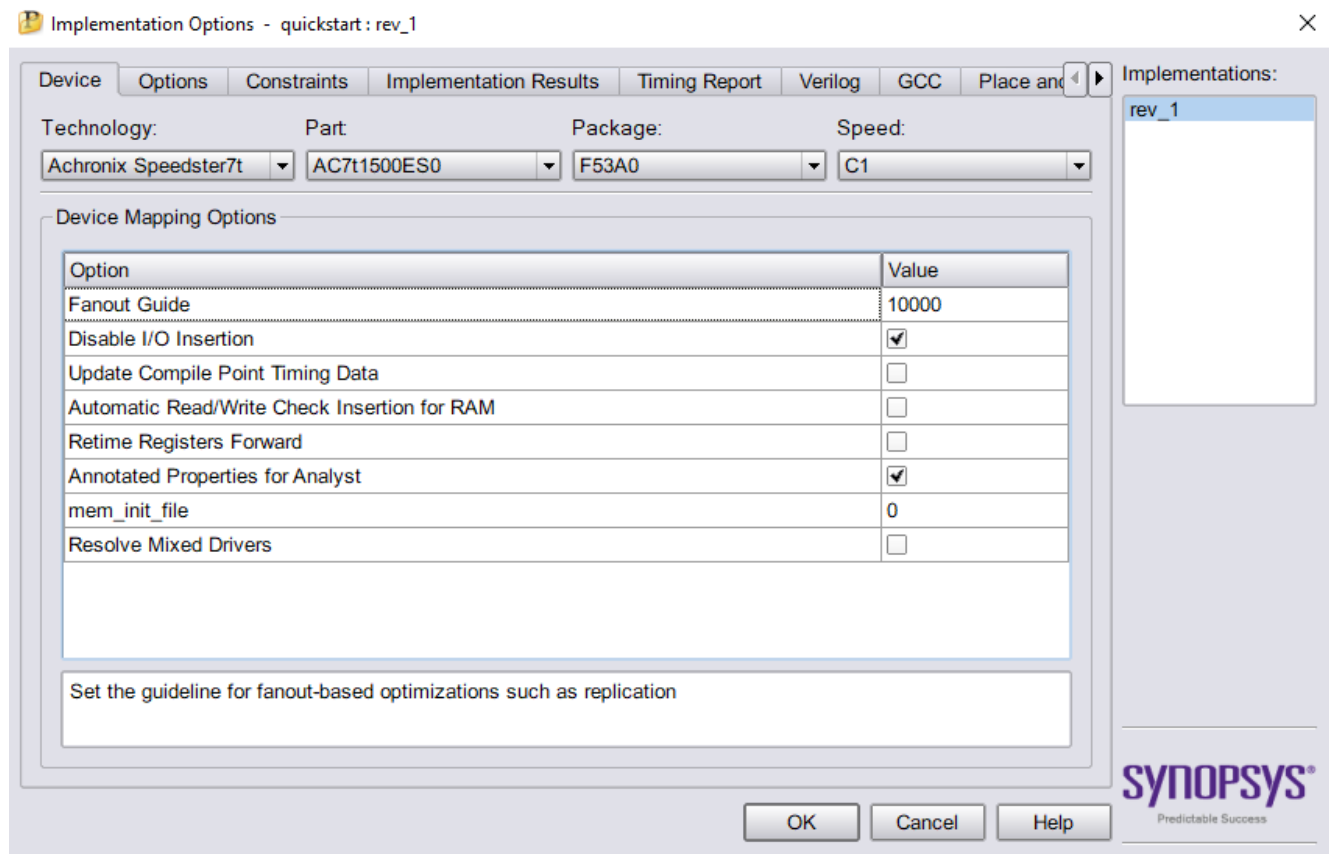 Implementation Options - quickstart : rev_1
Device Options Constraints Implementation Results Timing Report Verilog GCC Place and
Implementations:
rev_1
Technology: Part: Package: Speed:
Achronix Speedster7t AC7t1500ES0 F53A0 C1
Device Mapping Options
Option Value
Fanout Guide 10000
Disable I/O Insertion
Update Compile Point Timing Data
Automatic Read/Write Check Insertion for RAM
Retime Registers Forward
Annotated Properties for Analyst
mem_init_file 0
Resolve Mixed Drivers
Set the guideline for fanout-based optimizations such as replication
SYNOPSYS®
Predictable Success
OK Cancel Help